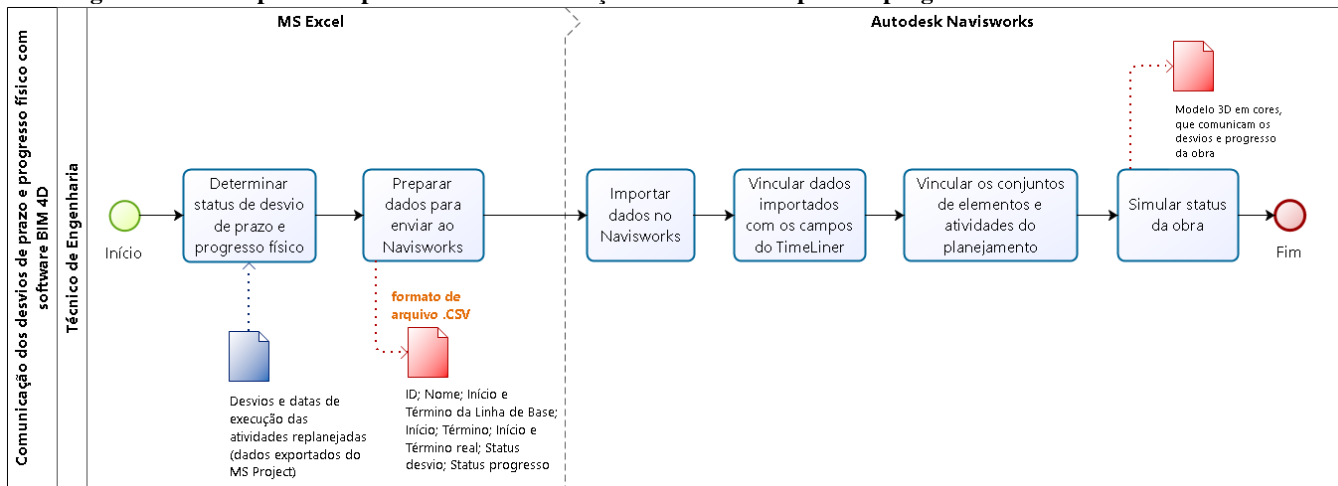 MS Excel
Autodesk Navisworks
Comunicação dos desvios de prazo e progresso físico com
software BIM 4D
Técnico de Engenharia
Início
Determinar
status de desvio
de prazo e
progresso físico
Preparar
dados para
enviar ao
Navisworks
Importar
dados no
Navisworks
Vincular dados
importados
com os campos
do TimeLiner
Vincular os conjuntos
de elementos e
atividades do
planejamento
Simular status
da obra
Fim
Modelo 3D em cores,
que comunicam os
desvios e progresso
da obra
formato de
arquivo .CSV
Desvios e datas de
execução das
atividades replanejadas
(dados exportados do
MS Project)
ID; Nome; Início e
Término da Linha de Base;
Início; Término; Início e
Término real; Status
desvio; Status progresso